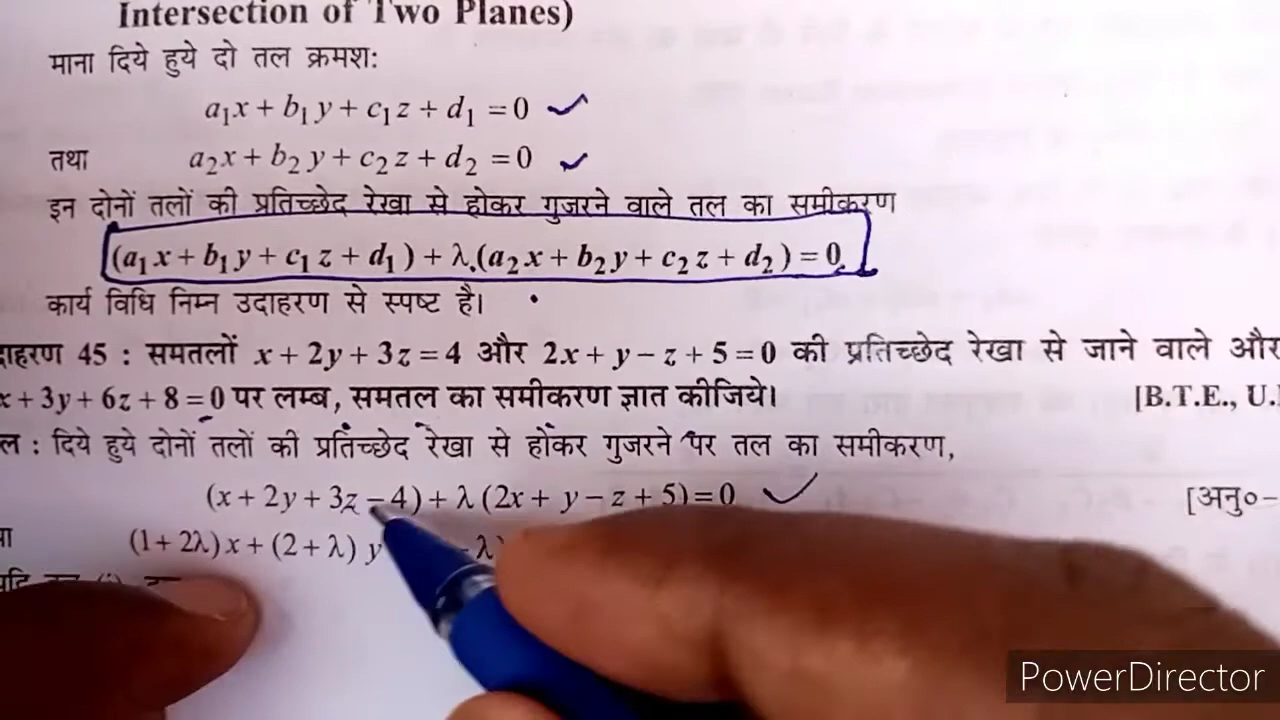 Intersection of Two Planes)
माना दिये हुये दो तल क्रमश:
a₁x + b₁y + c₁z + d₁ = 0
तथा a₂x + b₂y + c₂z + d₂ = 0
इन दोनों तलों की प्रतिच्छेद रेखा से होकर गुजरने वाले तल का समीकरण
(a₁x + b₁y + c₁z + d₁) + λ.(a₂x + b₂y + c₂z + d₂) = 0
कार्य विधि निम्न उदाहरण से स्पष्ट है।
45 : समतलों x + 2y + 3z = 4 और 2x + y − z + 5 = 0 की प्रतिच्छेद रेखा से जाने वाले और
x + 3y + 6z + 8 = 0 पर लम्ब, समतल का समीकरण ज्ञात कीजिये। [B.T.E., U.
: दिये हुये दोनों तलों की प्रतिच्छेद रेखा से होकर गुजरने पर तल का समीकरण,
(x + 2y + 3z − 4) + λ (2x + y − z + 5) = 0 [अनु०–
(1 + 2λ) x + (2 + λ) y λ)
PowerDirector